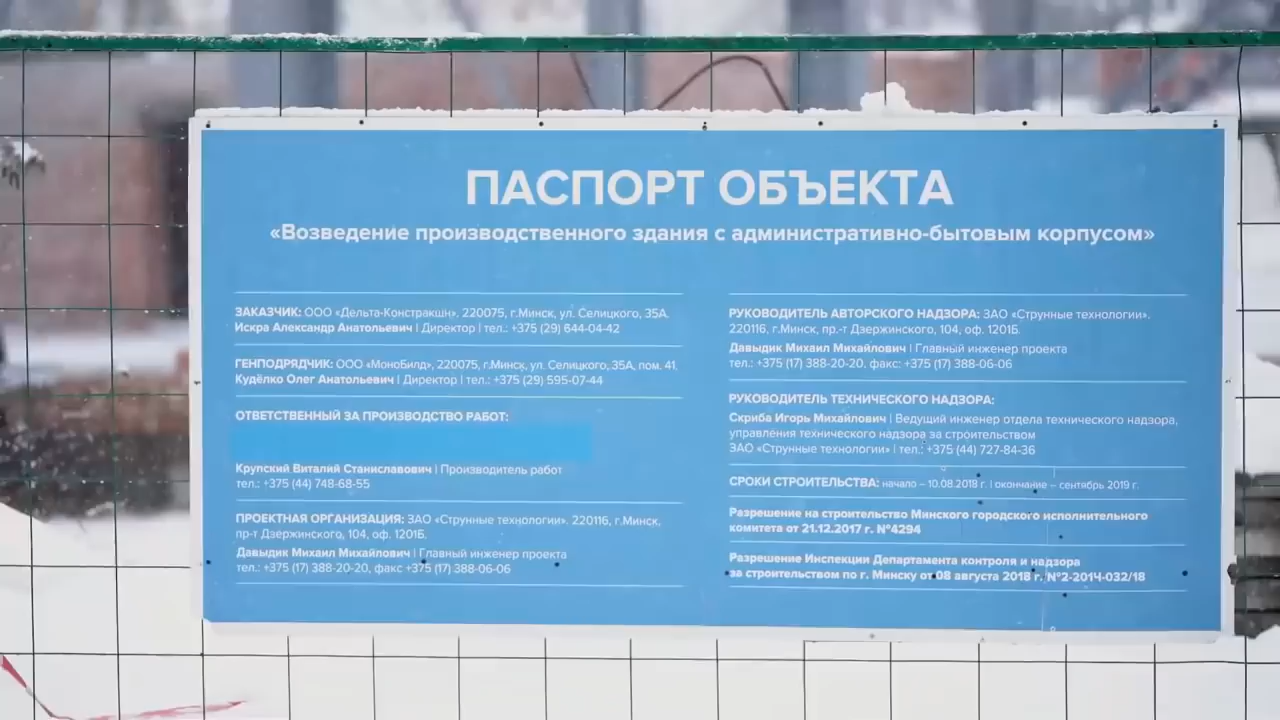 ПАСПОРТ ОБЪЕКТА
«Возведение производственного здания с административно-бытовым корпусом»
ЗАКАЗЧИК: ООО «Дельта-Констракшн», 220075, г.Минск, ул. Селицкого, 35А.
Искра Александр Анатольевич | Директор | тел.: +375 (29) 644-04-42
ГЕНПОДРЯДЧИК: ООО «МоноБилд», 220075, г.Минск, ул. Селицкого, 35А, пом. 41,
Кудёлко Олег Анатольевич | Директор | тел.: +375 (29) 595-07-44
ОТВЕТСТВЕННЫЙ ЗА ПРОИЗВОДСТВО РАБОТ:
Крупский Виталий Станиславович | Производитель работ
тел.: +375 (44) 748-68-55
ПРОЕКТНАЯ ОРГАНИЗАЦИЯ: ЗАО «Струнные технологии». 220116, г.Минск,
пр-т Дзержинского, 104, оф. 1201Б.
Давыдик Михаил Михайлович | Главный инженер проекта
тел.: +375 (17) 388-20-20, факс +375 (17) 388-06-06
РУКОВОДИТЕЛЬ АВТОРСКОГО НАДЗОРА: ЗАО «Струнные технологии».
220116, г.Минск, пр.-т Дзержинского, 104, оф. 1201Б.
Давыдик Михаил Михайлович | Главный инженер проекта
тел.: +375 (17) 388-20-20. факс: +375 (17) 388-06-06
РУКОВОДИТЕЛЬ ТЕХНИЧЕСКОГО НАДЗОРА:
Скриба Игорь Михайлович | Ведущий инженер отдела технического надзора,
управления технического надзора за строительством
ЗАО «Струнные технологии» | тел.: +375 (44) 727-84-36
СРОКИ СТРОИТЕЛЬСТВА: начало – 10.08.2018 г. | окончание – сентябрь 2019 г.
Разрешение на строительство Минского городского исполнительного
комитета от 21.12.2017 г. №4294
Разрешение Инспекции Департамента контроля и надзора
за строительством по г. Минску от 08 августа 2018 г. №2-201Ч-032/18